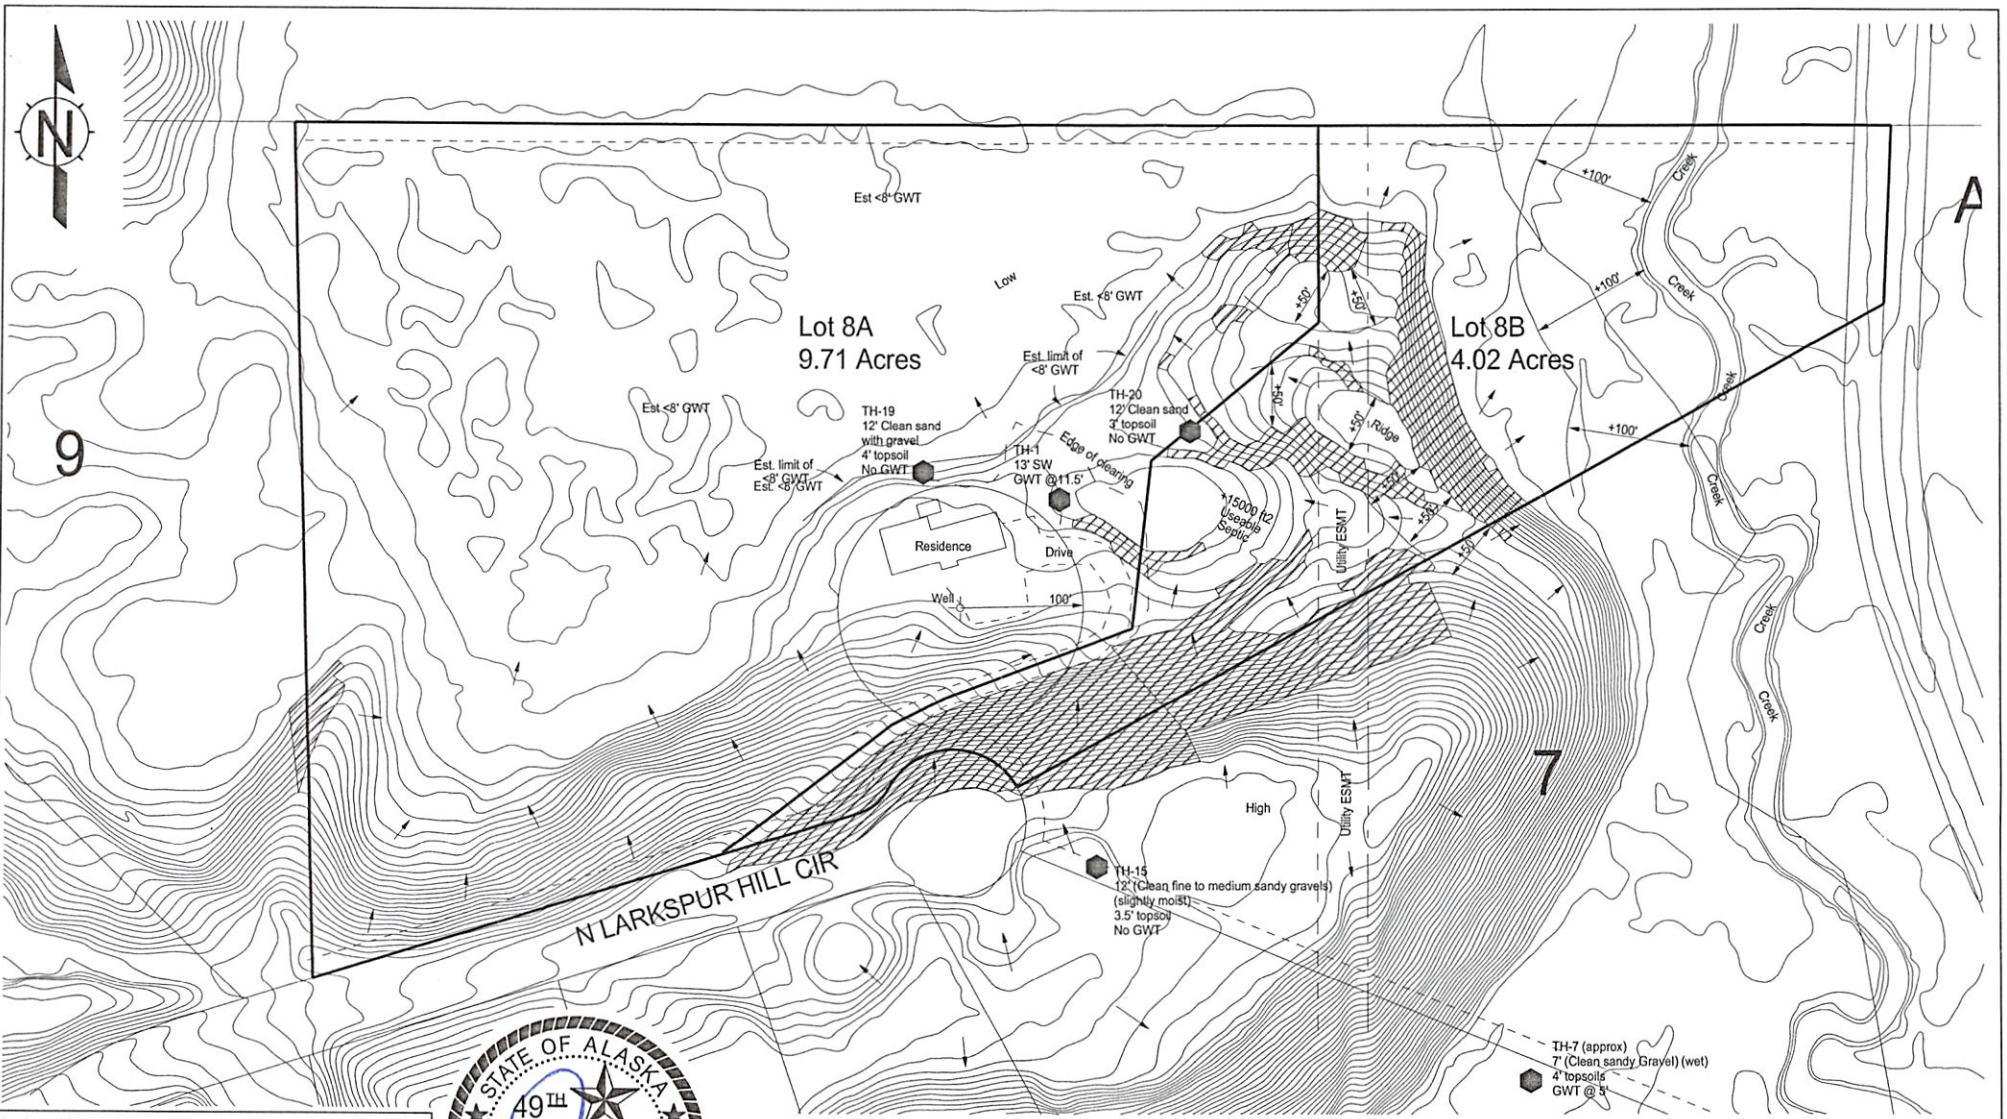 N
A
9
7
Est <8' GWT
Low
Est. <8' GWT
Lot 8A
9.71 Acres
Lot 8B
4.02 Acres
Est. limit of
<8' GWT
Est <8' GWT
TH-19
12' Clean sand
with gravel
4' topsoil
No GWT
TH-20
12' Clean sand
3' topsoil
No GWT
TH-1
13' SW
GWT @11.5'
Edge of clearing
Est. limit of
<8' GWT
Est. <8' GWT
+15000 ft2
Useable
Septic
Ridge
Residence
Drive
Well
100'
Utility ESMT
Utility ESMT
+50'
+50'
+50'
+50'
+50'
+50'
+50'
+100'
+100'
+100'
Creek
Creek
Creek
Creek
Creek
Creek
High
N LARKSPUR HILL CIR
TH-15
12' (Clean fine to medium sandy gravels)
(slightly moist)
3.5' topsoil
No GWT
TH-7 (approx)
7' (Clean sandy Gravel) (wet)
4' topsoils
GWT @ 5'
STATE OF ALASKA
49TH